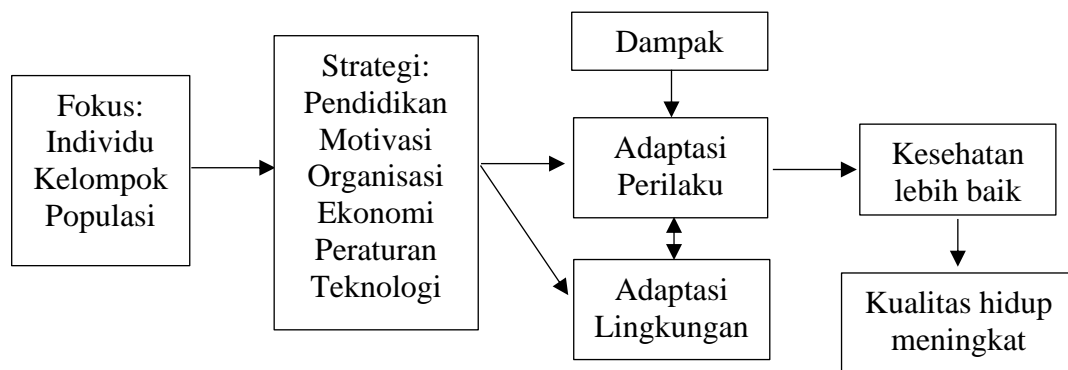 Fokus:
Individu
Kelompok
Populasi
Strategi:
Pendidikan
Motivasi
Organisasi
Ekonomi
Peraturan
Teknologi
Dampak
Adaptasi
Perilaku
Adaptasi
Lingkungan
Kesehatan
lebih baik
Kualitas hidup
meningkat